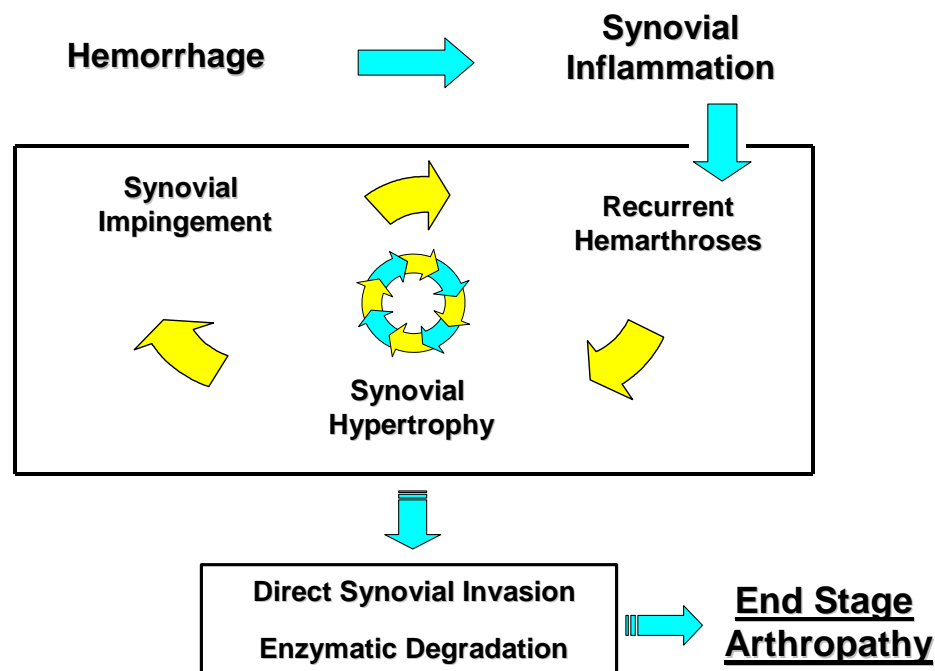 Hemorrhage
Synovial
Inflammation
Synovial
Impingement
Recurrent
Hemarthroses
Synovial
Hypertrophy
Direct Synovial Invasion
Enzymatic Degradation
End Stage
Arthropathy